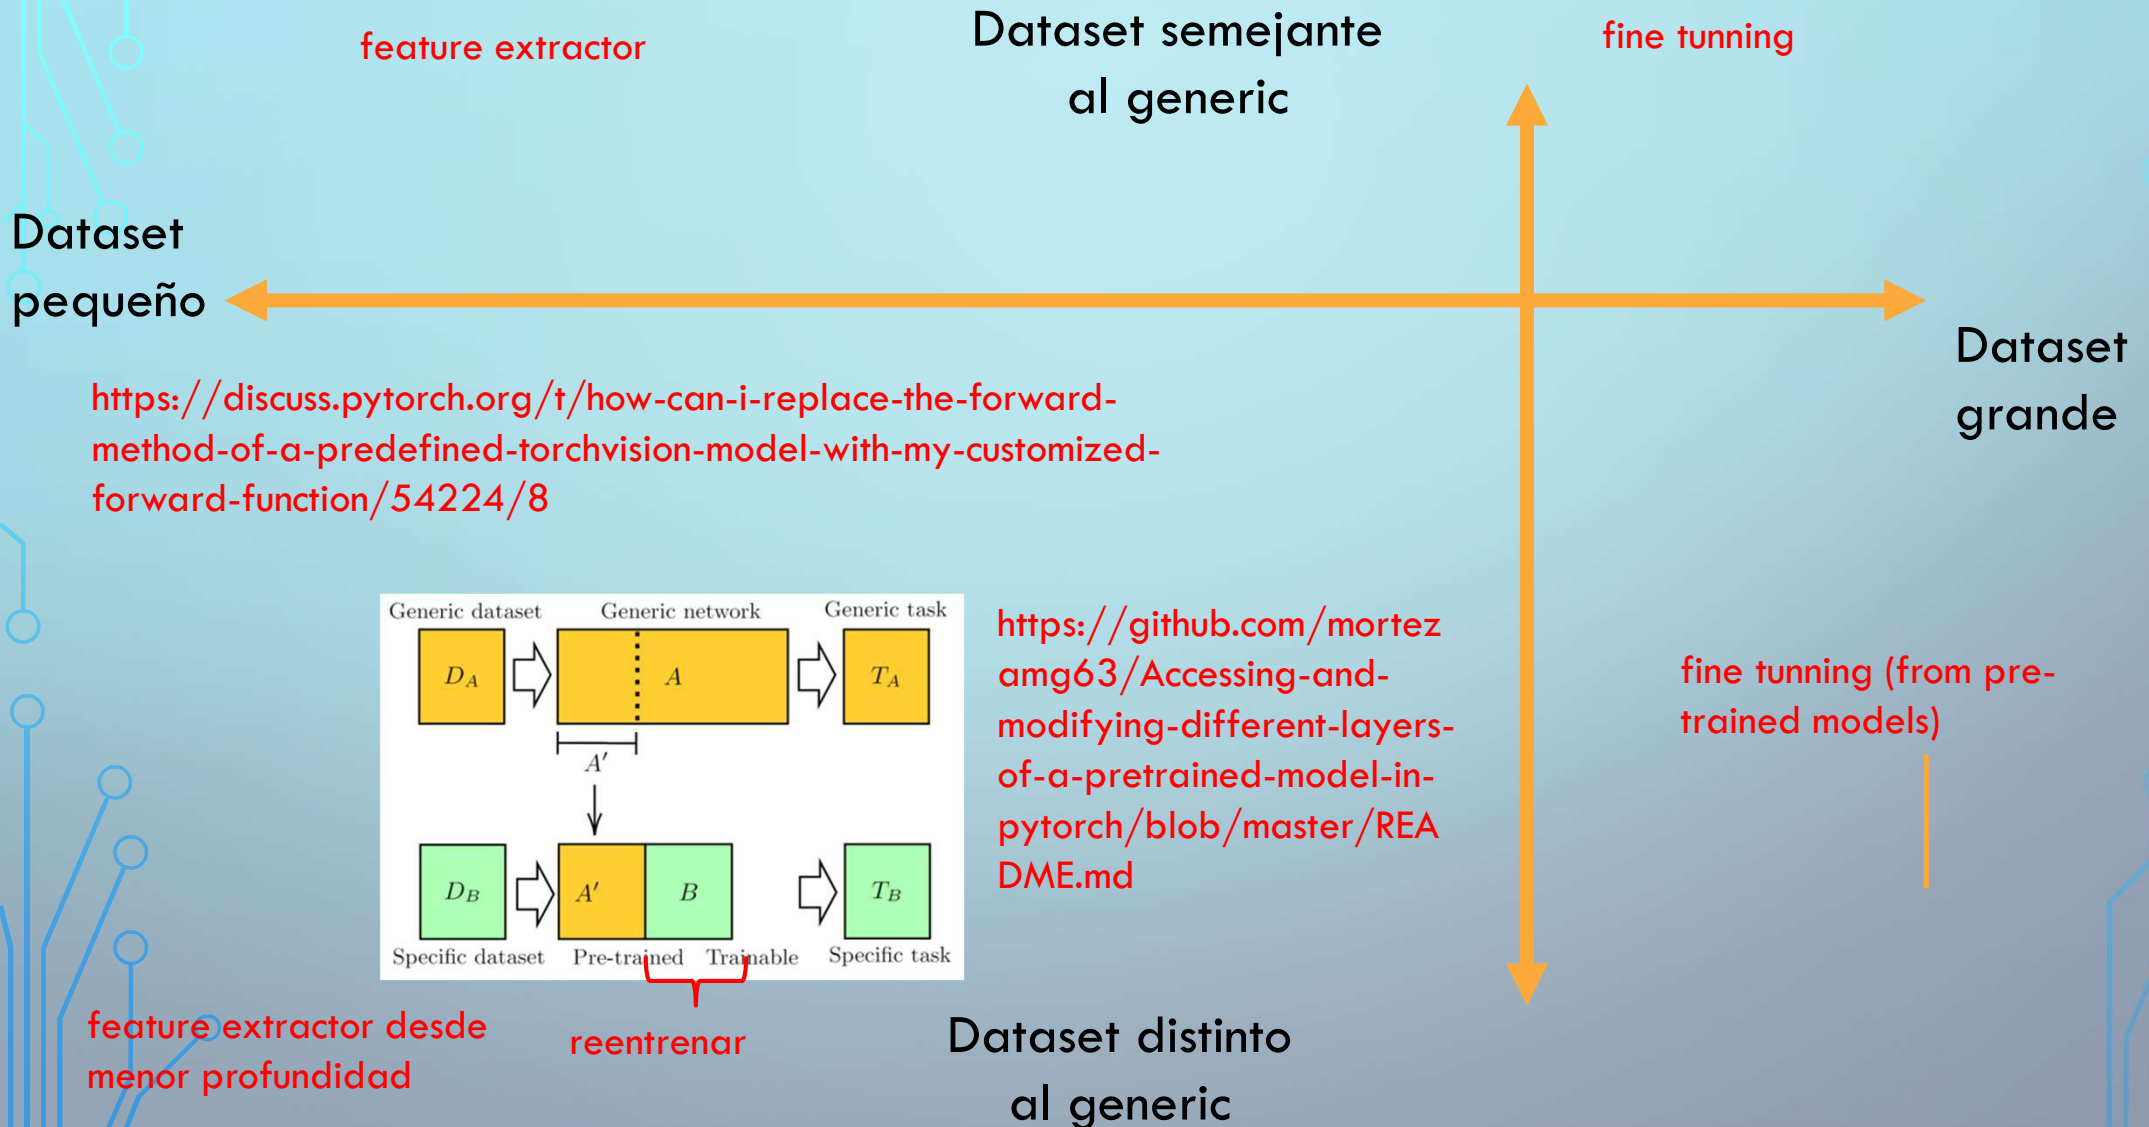 feature extractor
Dataset semejante
al generic
fine tunning
Dataset
pequeño
Dataset
grande
https://discuss.pytorch.org/t/how-can-i-replace-the-forward-
method-of-a-predefined-torchvision-model-with-my-customized-
forward-function/54224/8
Generic dataset Generic network Generic task
D_A A T_A
A'
D_B A' B T_B
Specific dataset Pre-trained Trainable Specific task
https://github.com/mortez
amg63/Accessing-and-
modifying-different-layers-
of-a-pretrained-model-in-
pytorch/blob/master/REA
DME.md
fine tunning (from pre-
trained models)
feature extractor desde
menor profundidad
reentrenar
Dataset distinto
al generic